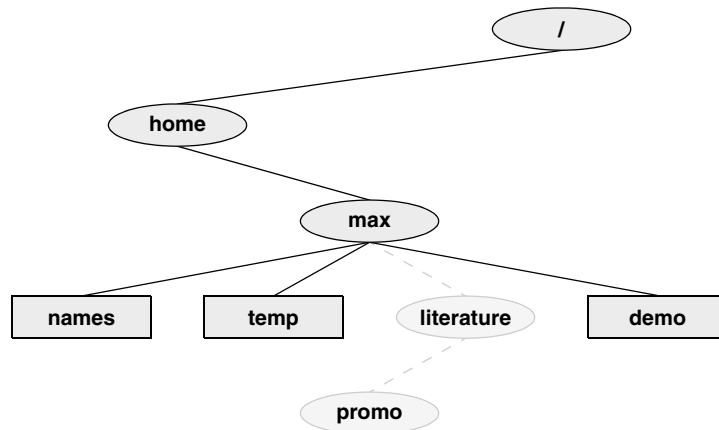 /
home
max
names
temp
literature
demo
promo